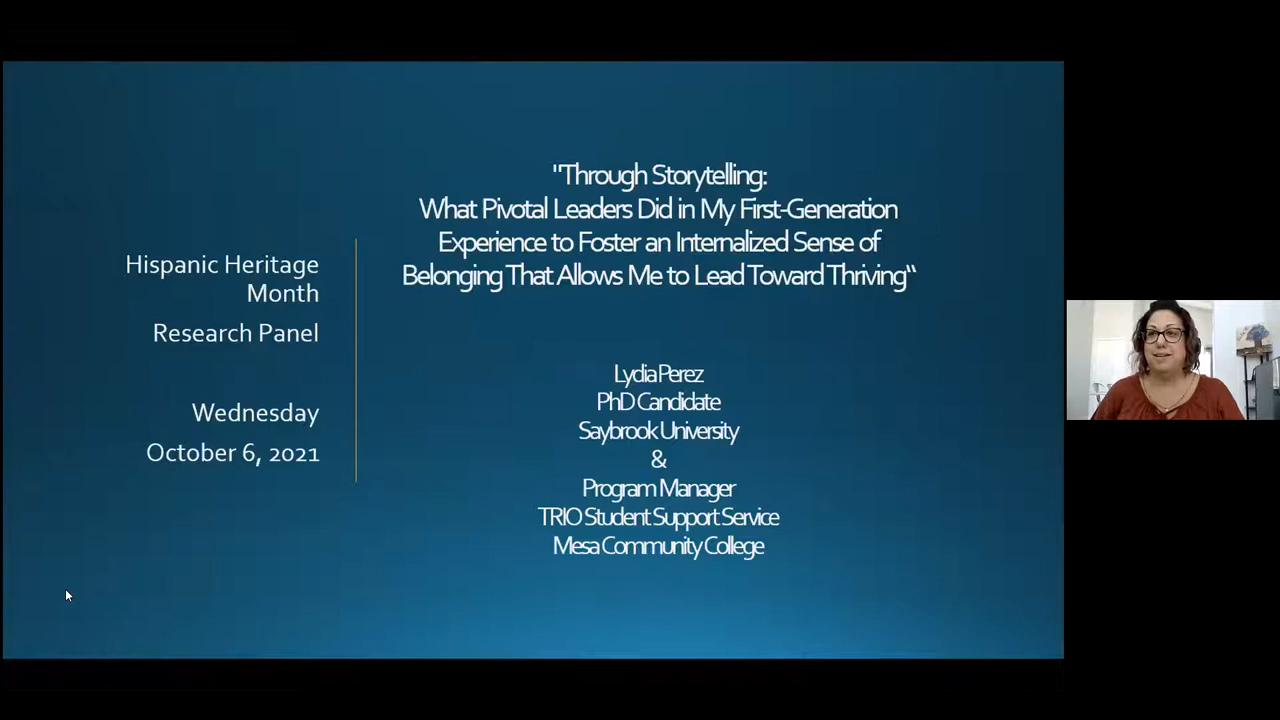 Hispanic Heritage
Month
Research Panel
Wednesday
October 6, 2021
"Through Storytelling:
What Pivotal Leaders Did in My First-Generation
Experience to Foster an Internalized Sense of
Belonging That Allows Me to Lead Toward Thriving“
Lydia Perez
PhD Candidate
Saybrook University
&
Program Manager
TRIO Student Support Service
Mesa Community College